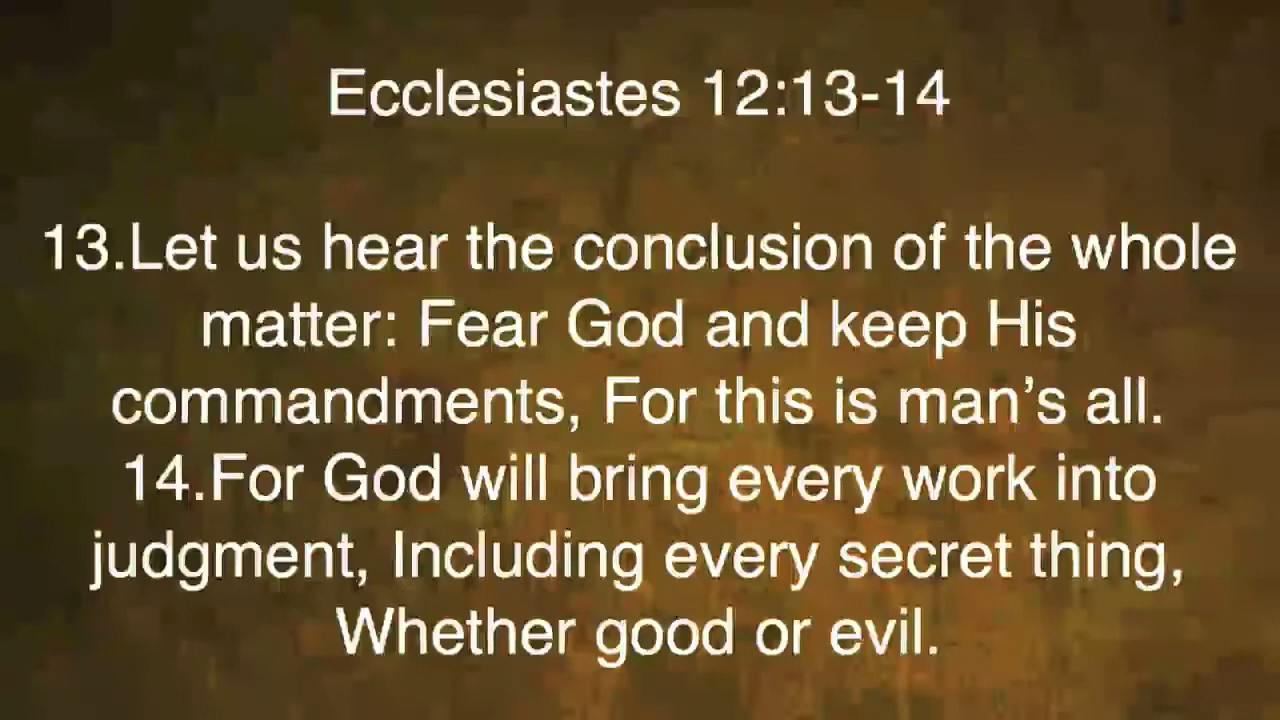 Ecclesiastes 12:13-14
13.Let us hear the conclusion of the whole
matter: Fear God and keep His
commandments, For this is man’s all.
14.For God will bring every work into
judgment, Including every secret thing,
Whether good or evil.